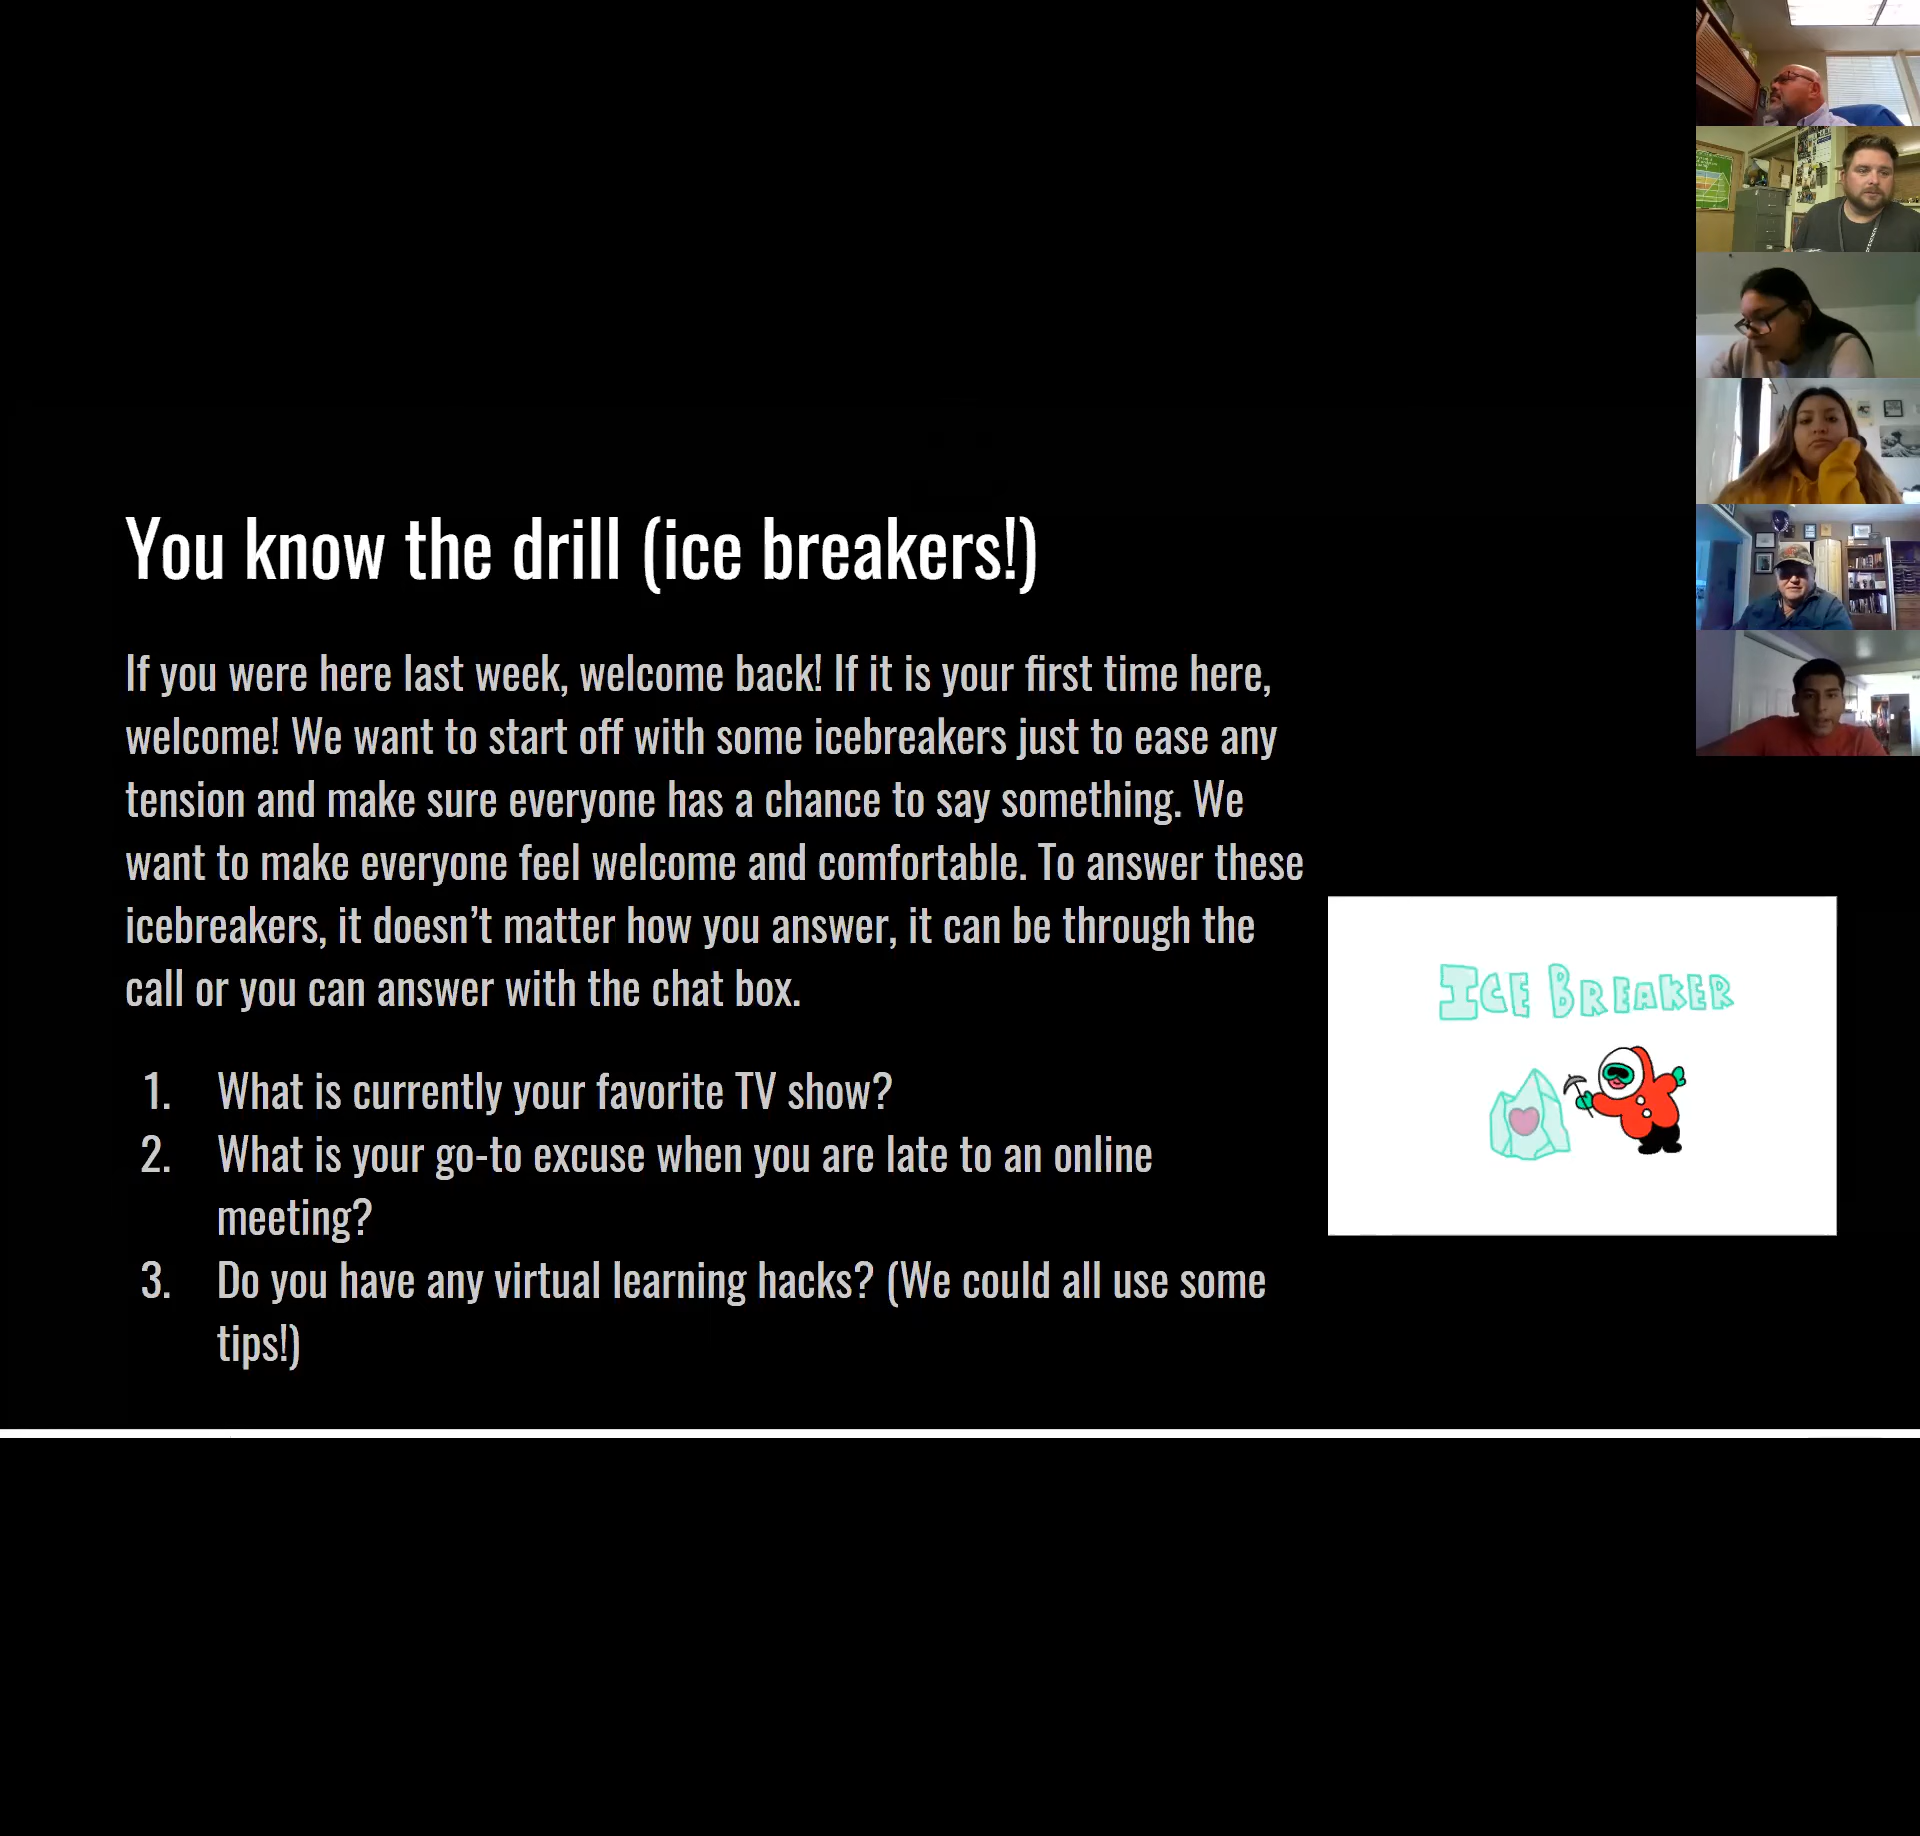 You know the drill (ice breakers!)
If you were here last week, welcome back! If it is your first time here,
welcome! We want to start off with some icebreakers just to ease any
tension and make sure everyone has a chance to say something. We
want to make everyone feel welcome and comfortable. To answer these
icebreakers, it doesn’t matter how you answer, it can be through the
call or you can answer with the chat box.
1. What is currently your favorite TV show?
2. What is your go-to excuse when you are late to an online
meeting?
3. Do you have any virtual learning hacks? (We could all use some
tips!)
ICE BREAKER